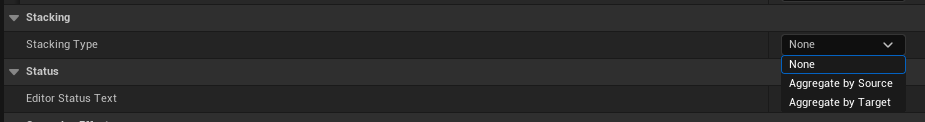 Stacking
Stacking Type
None
None
Aggregate by Source
Aggregate by Target
Status
Editor Status Text